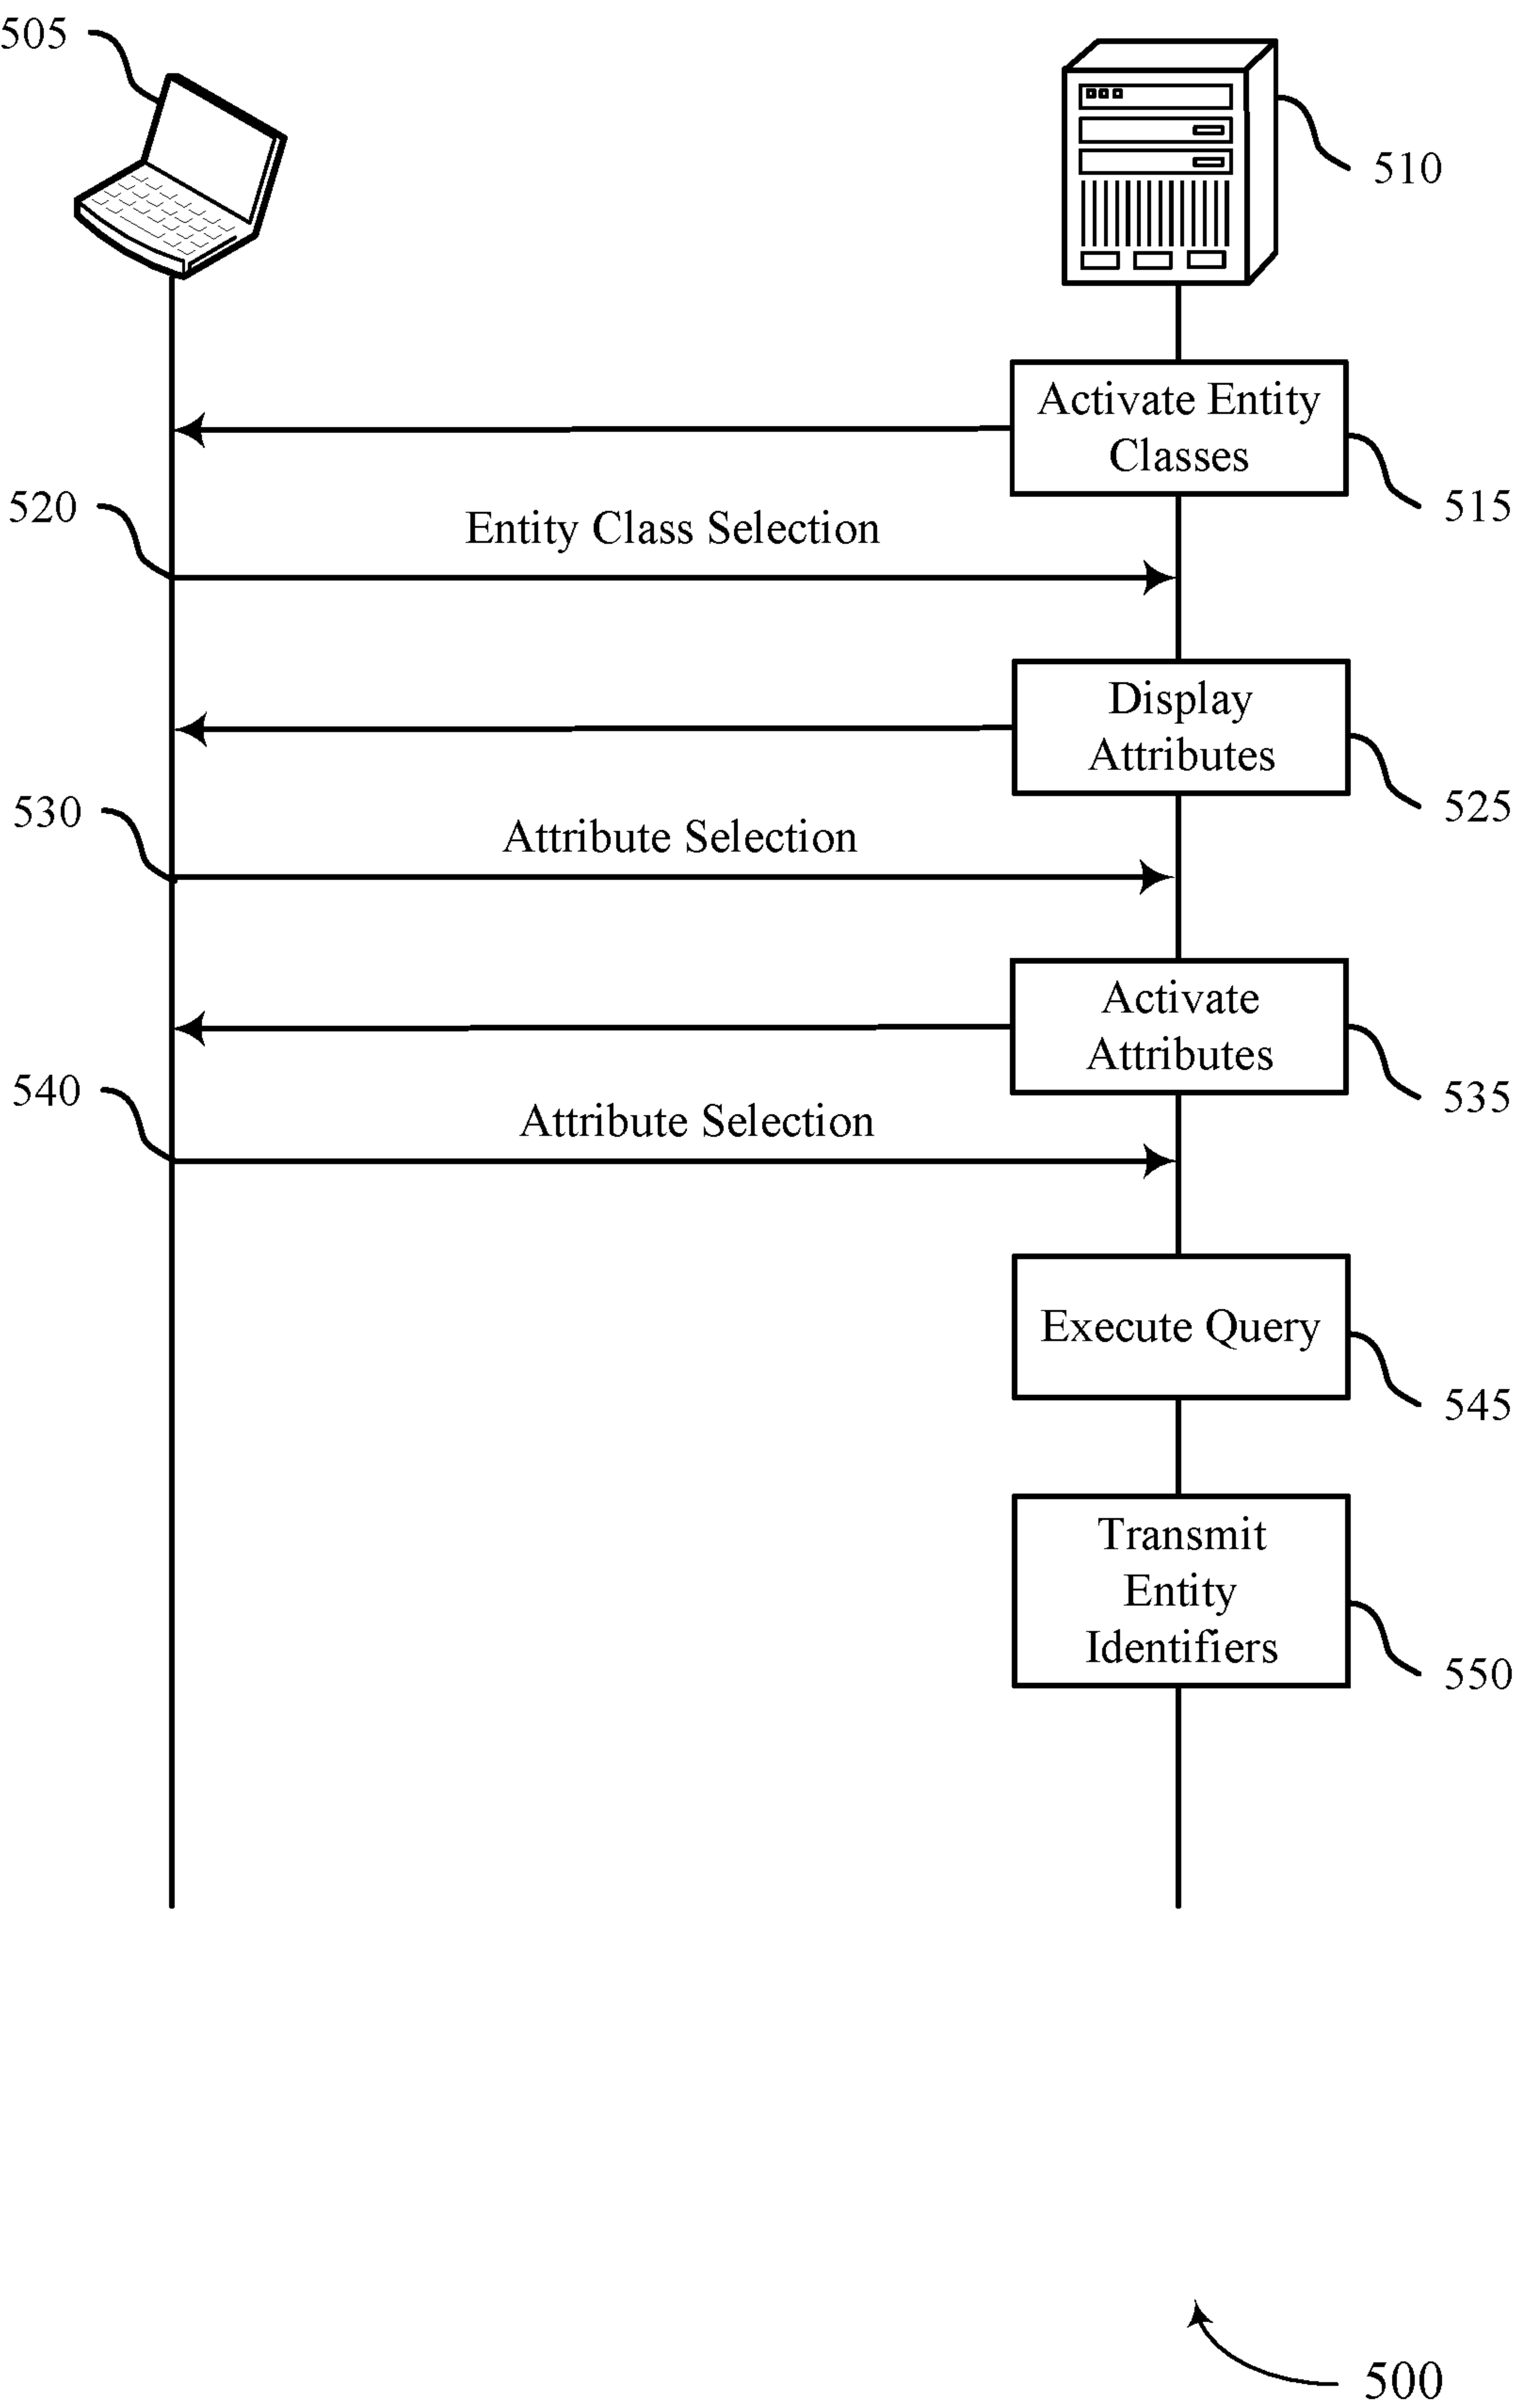 505
510
Activate Entity
Classes
515
520
Entity Class Selection
Display
Attributes
525
530
Attribute Selection
Activate
Attributes
535
540
Attribute Selection
Execute Query
545
Transmit
Entity
Identifiers
550
500